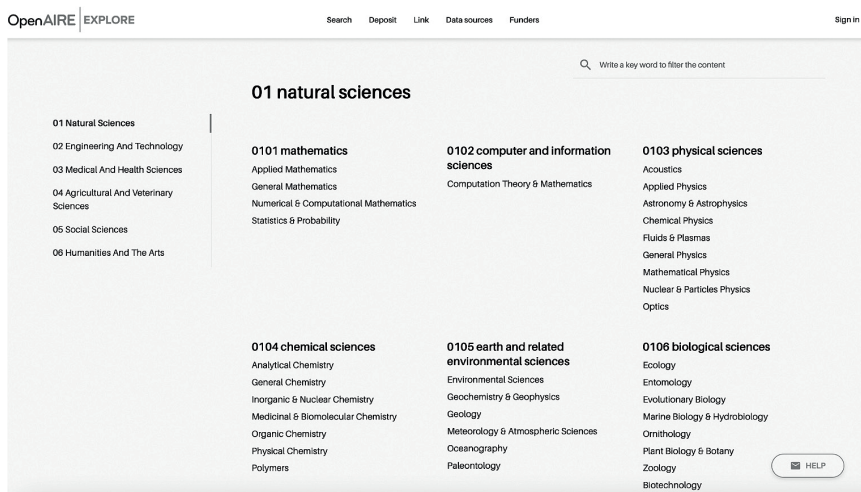 OpenAIRE EXPLORE
Search Deposit Link Data sources Funders
Sign in
Write a key word to filter the content
01 natural sciences
01 Natural Sciences
02 Engineering And Technology
03 Medical And Health Sciences
04 Agricultural And Veterinary
Sciences
05 Social Sciences
06 Humanities And The Arts
0101 mathematics
Applied Mathematics
General Mathematics
Numerical & Computational Mathematics
Statistics & Probability
0102 computer and information
sciences
Computation Theory & Mathematics
0103 physical sciences
Acoustics
Applied Physics
Astronomy & Astrophysics
Chemical Physics
Fluids & Plasmas
General Physics
Mathematical Physics
Nuclear & Particles Physics
Optics
0104 chemical sciences
Analytical Chemistry
General Chemistry
Inorganic & Nuclear Chemistry
Medicinal & Biomolecular Chemistry
Organic Chemistry
Physical Chemistry
Polymers
0105 earth and related
environmental sciences
Environmental Sciences
Geochemistry & Geophysics
Geology
Meteorology & Atmospheric Sciences
Oceanography
Paleontology
0106 biological sciences
Ecology
Entomology
Evolutionary Biology
Marine Biology & Hydrobiology
Ornithology
Plant Biology & Botany
Zoology
Biotechnology
HELP